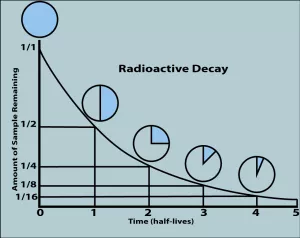 Radioactive Decay
Amount of Sample Remaining
1/1
1/2
1/4
1/8
1/16
0 1 2 3 4 5
Time (half-lives)